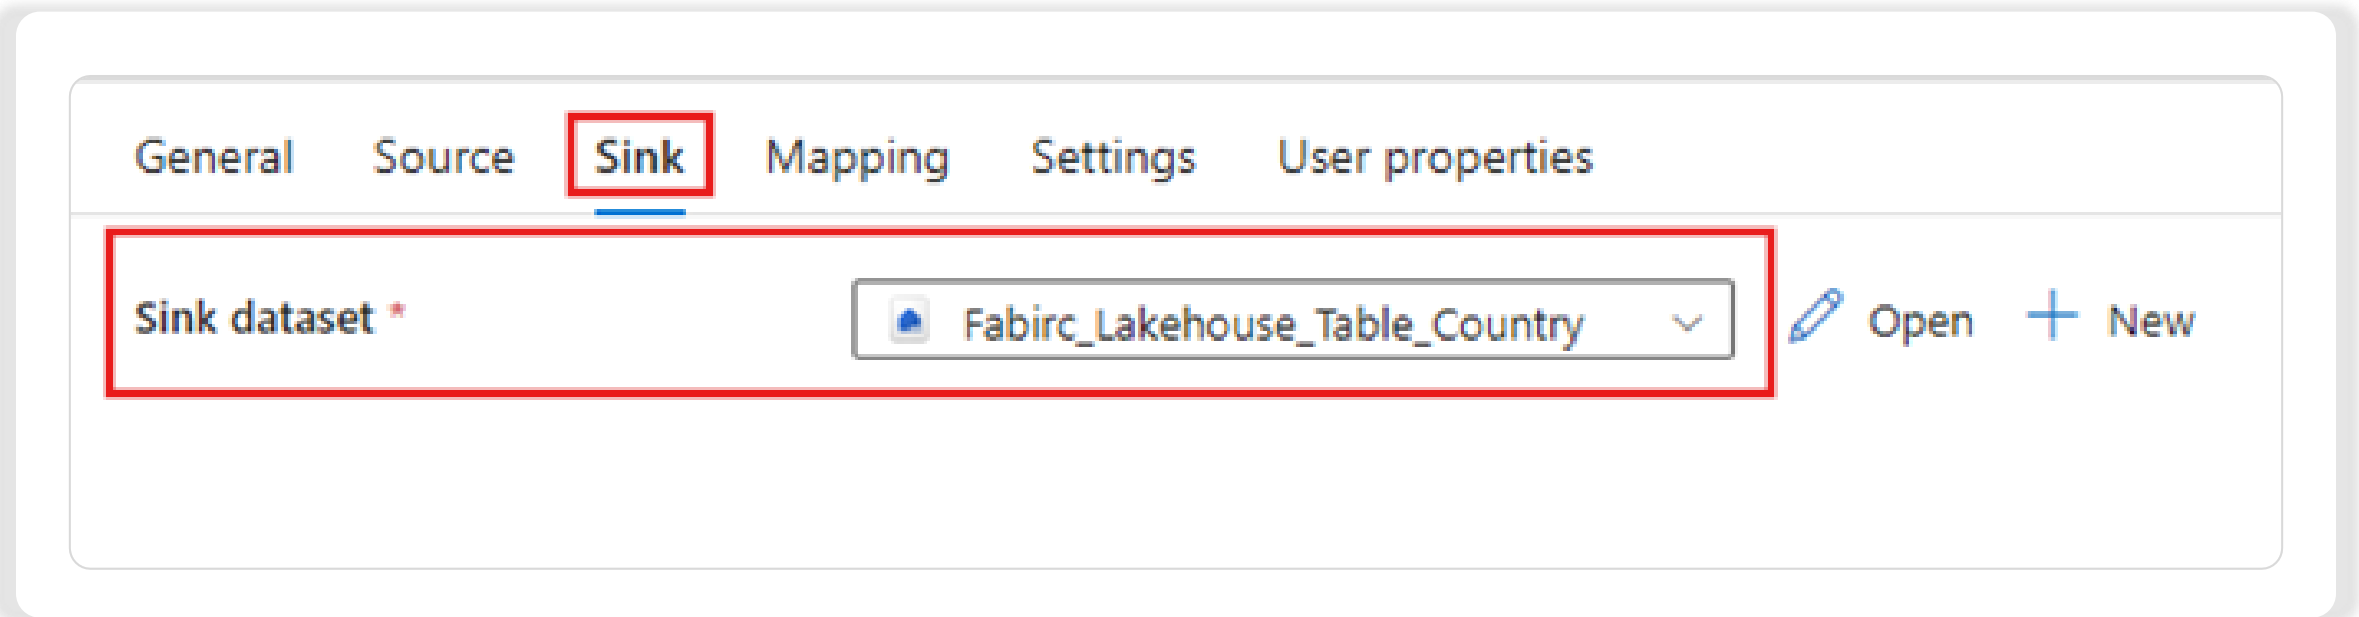 General Source Sink Mapping Settings User properties
Sink dataset * Fabirc_Lakehouse_Table_Country Open New